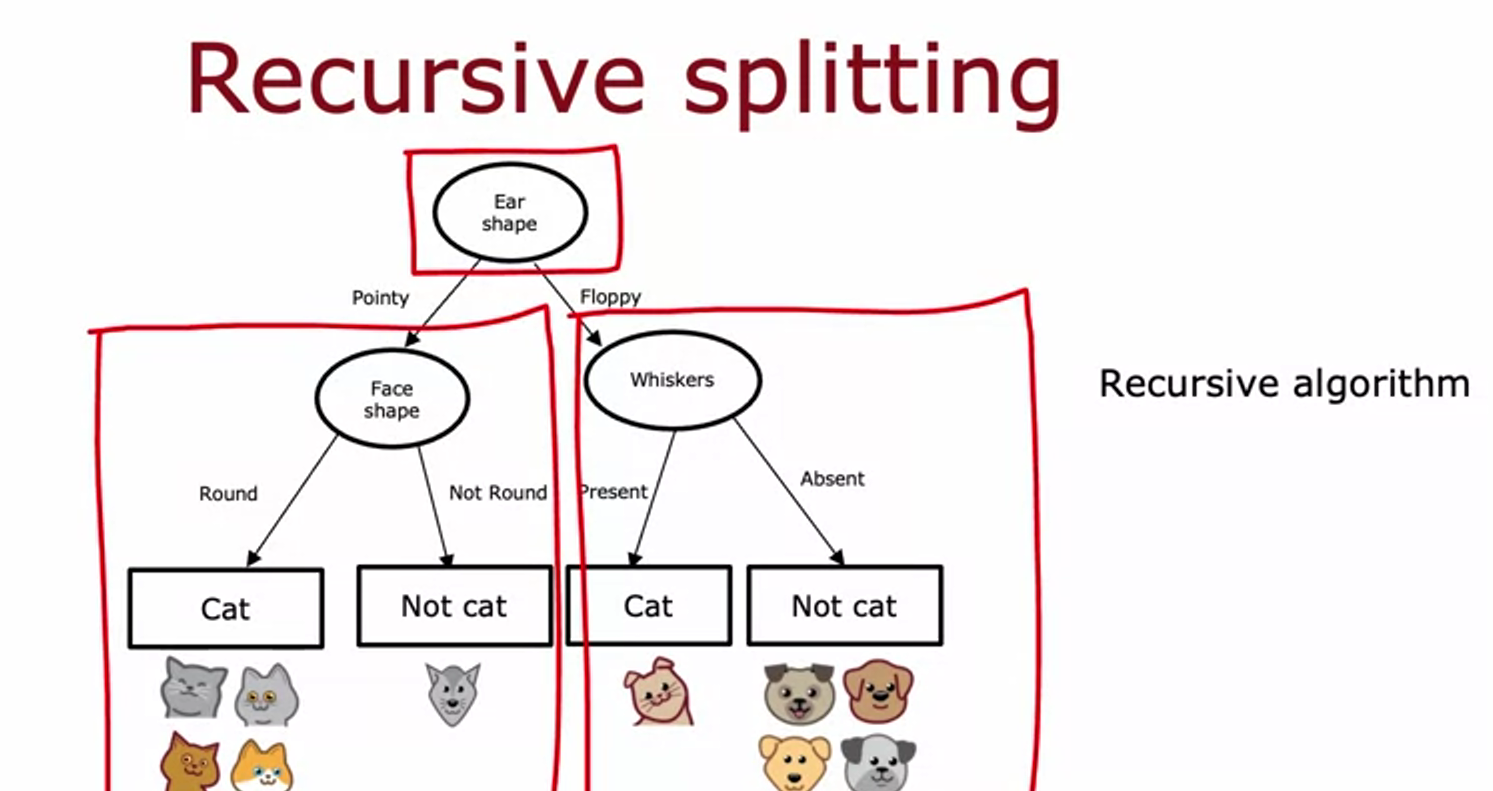 Recursive splitting
Ear
shape
Pointy
Floppy
Face
shape
Whiskers
Recursive algorithm
Round
Not Round
Present
Absent
Cat
Not cat
Cat
Not cat